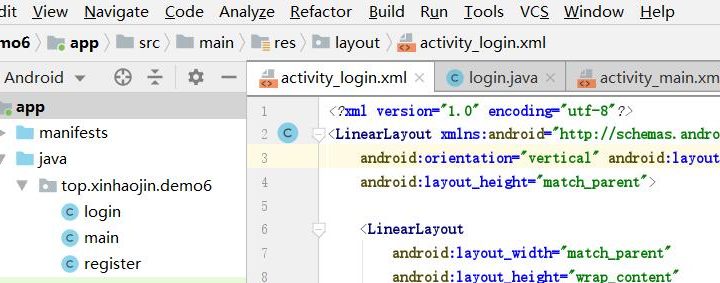 dit View Navigate Code Analyze Refactor Build Run Tools VCS Window Help
mo6 app src main res layout activity_login.xml
Android
activity_login.xml login.java activity_main.xm
app
manifests
java
top.xinhaojin.demo6
login
main
register
1 <?xml version="1.0" encoding="utf-8"?>
2 <LinearLayout xmlns:android="http://schemas.andro
3 android:orientation="vertical" android:layout
4 android:layout_height="match_parent">
5
6 <LinearLayout
7 android:layout_width="match_parent"
8 android:layout_height="wrap_content"